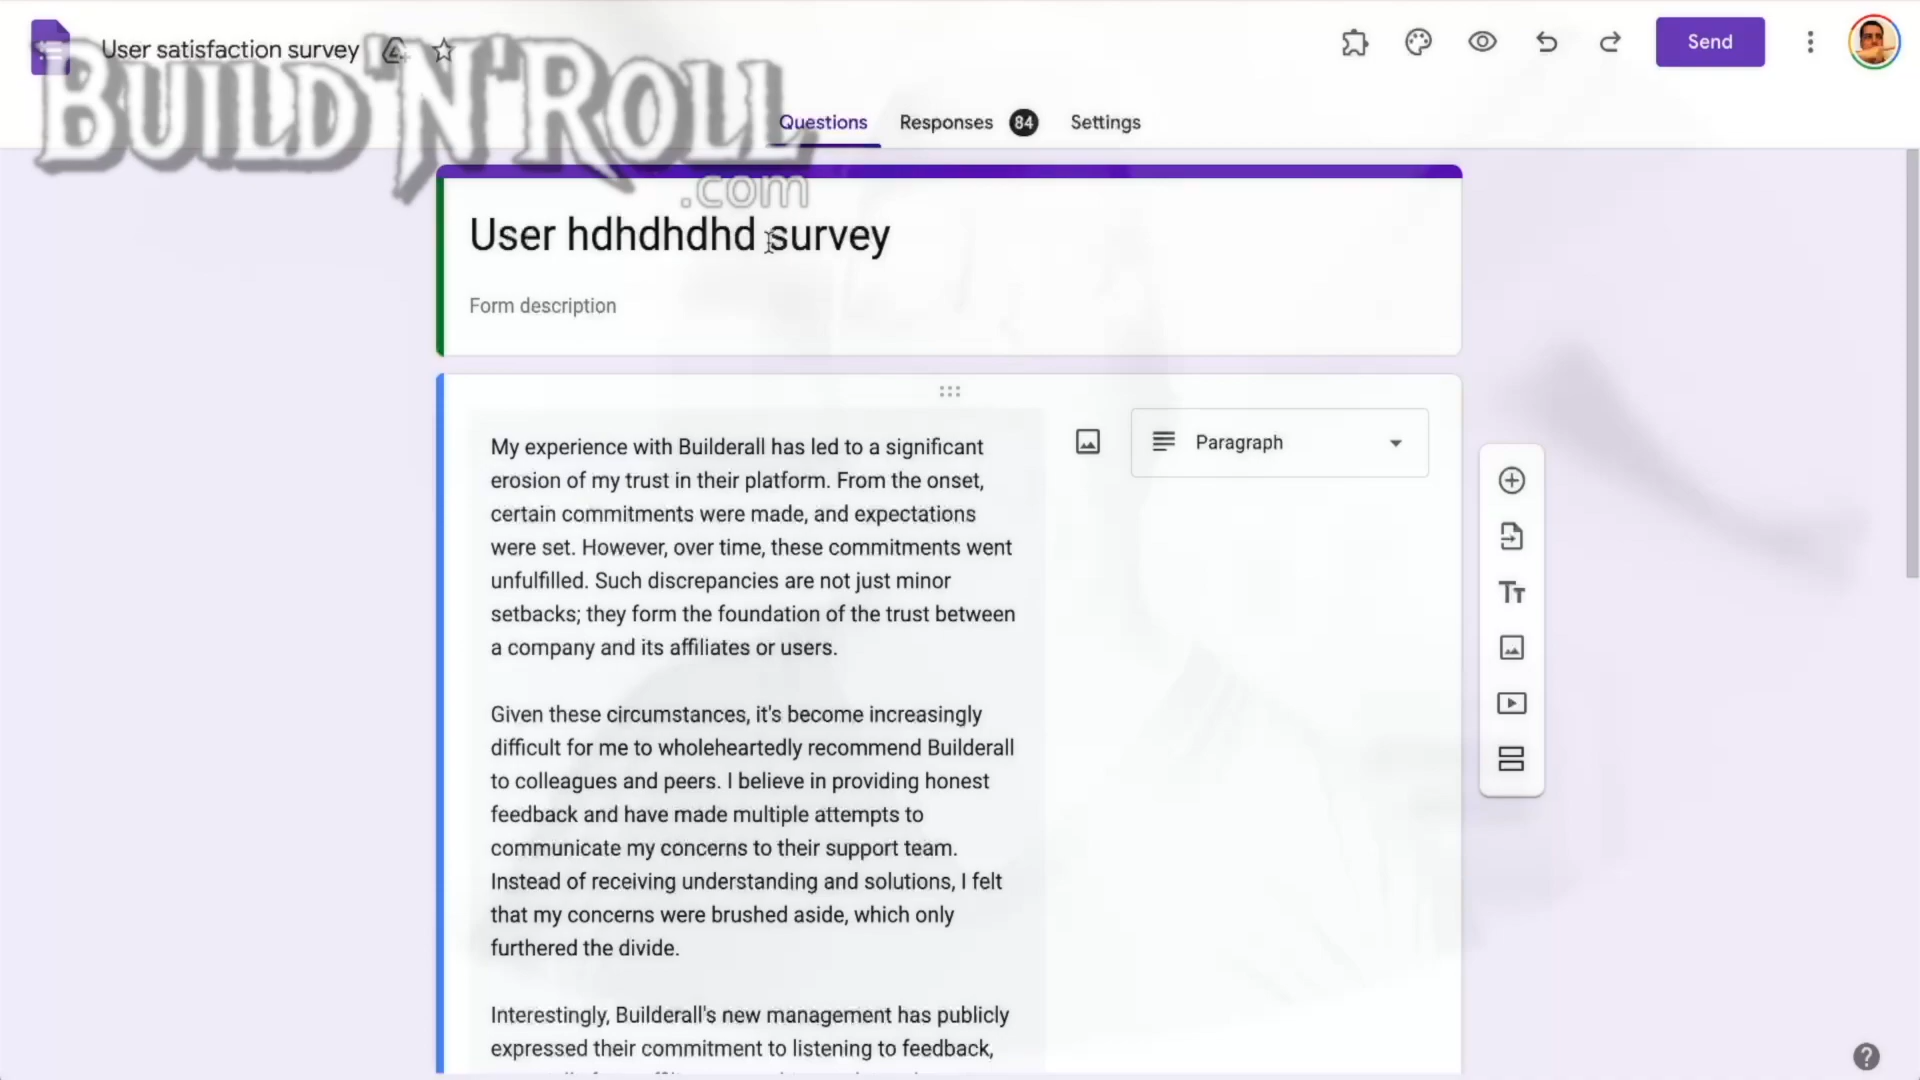 User satisfaction survey
Send
BUILD'N'ROLL
.com
Questions
Responses 84
Settings
User hdhdhdhd survey
Form description
My experience with Builderall has led to a significant
erosion of my trust in their platform. From the onset,
certain commitments were made, and expectations
were set. However, over time, these commitments went
unfulfilled. Such discrepancies are not just minor
setbacks; they form the foundation of the trust between
a company and its affiliates or users.
Paragraph
Given these circumstances, it's become increasingly
difficult for me to wholeheartedly recommend Builderall
to colleagues and peers. I believe in providing honest
feedback and have made multiple attempts to
communicate my concerns to their support team.
Instead of receiving understanding and solutions, I felt
that my concerns were brushed aside, which only
furthered the divide.
Interestingly, Builderall's new management has publicly
expressed their commitment to listening to feedback,